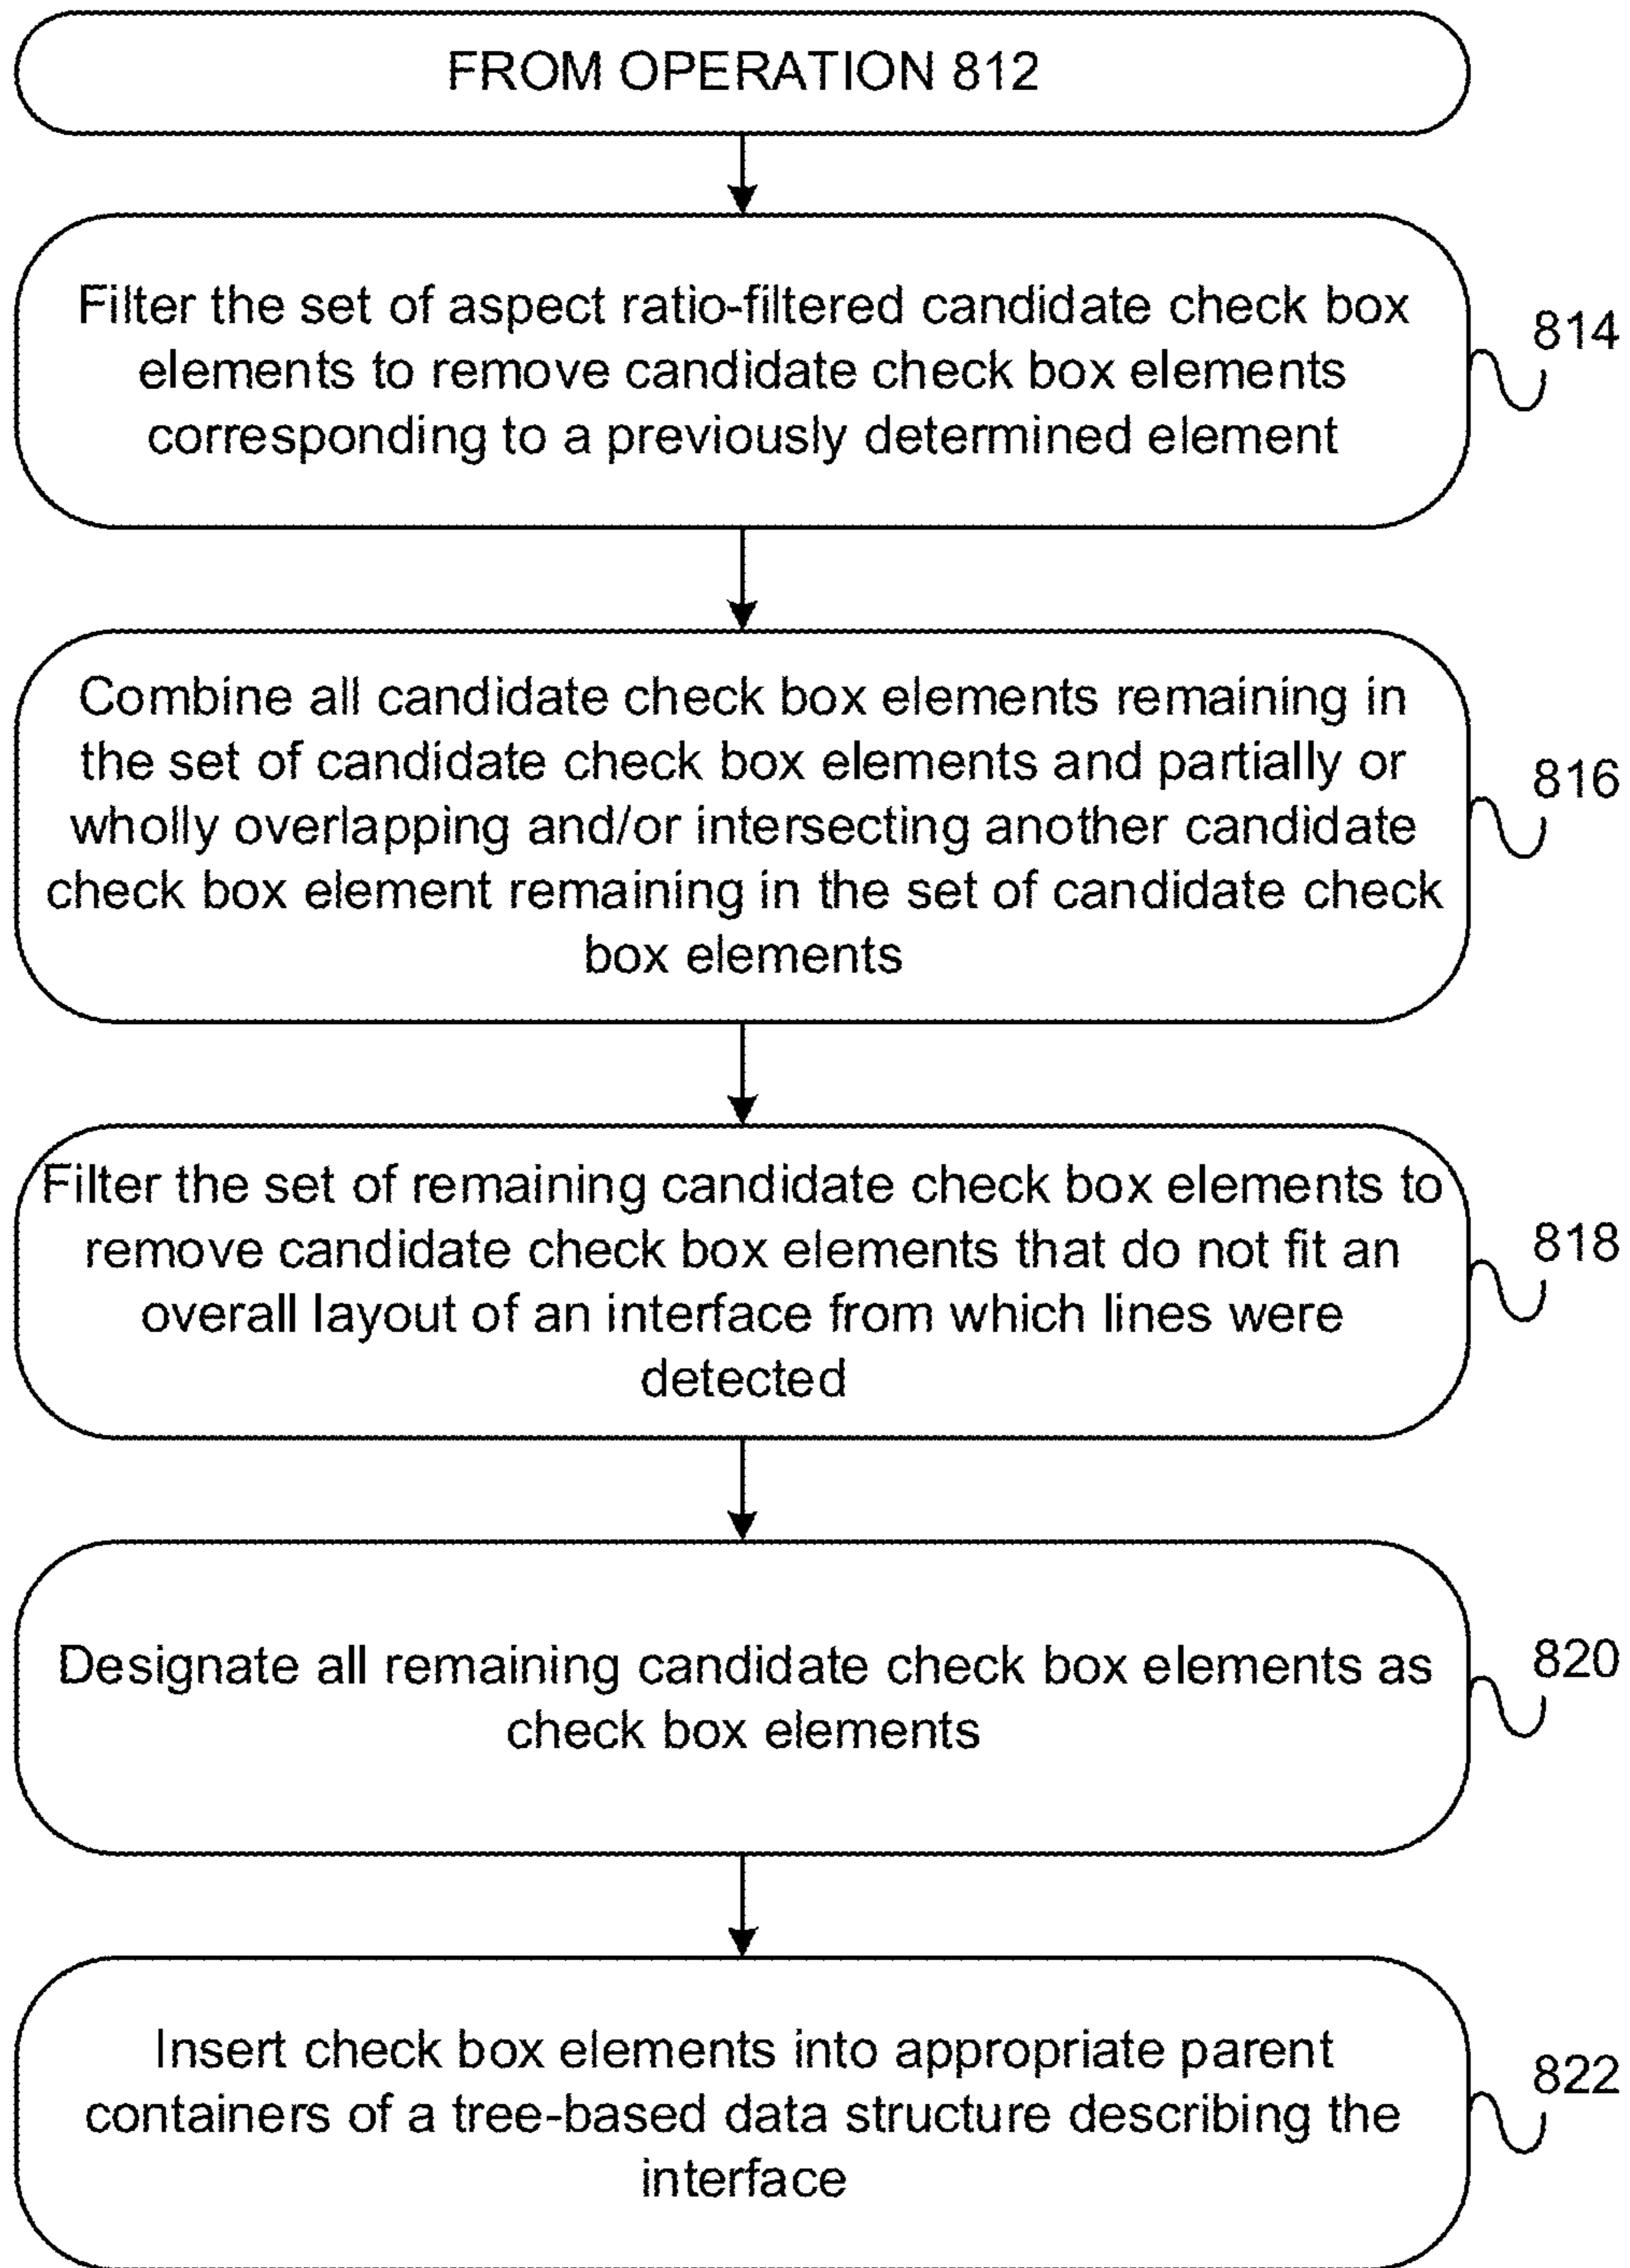 FROM OPERATION 812
Filter the set of aspect ratio-filtered candidate check box
elements to remove candidate check box elements
corresponding to a previously determined element
814
Combine all candidate check box elements remaining in
the set of candidate check box elements and partially or
wholly overlapping and/or intersecting another candidate
check box element remaining in the set of candidate check
box elements
816
Filter the set of remaining candidate check box elements to
remove candidate check box elements that do not fit an
overall layout of an interface from which lines were
detected
818
Designate all remaining candidate check box elements as
check box elements
820
Insert check box elements into appropriate parent
containers of a tree-based data structure describing the
interface
822